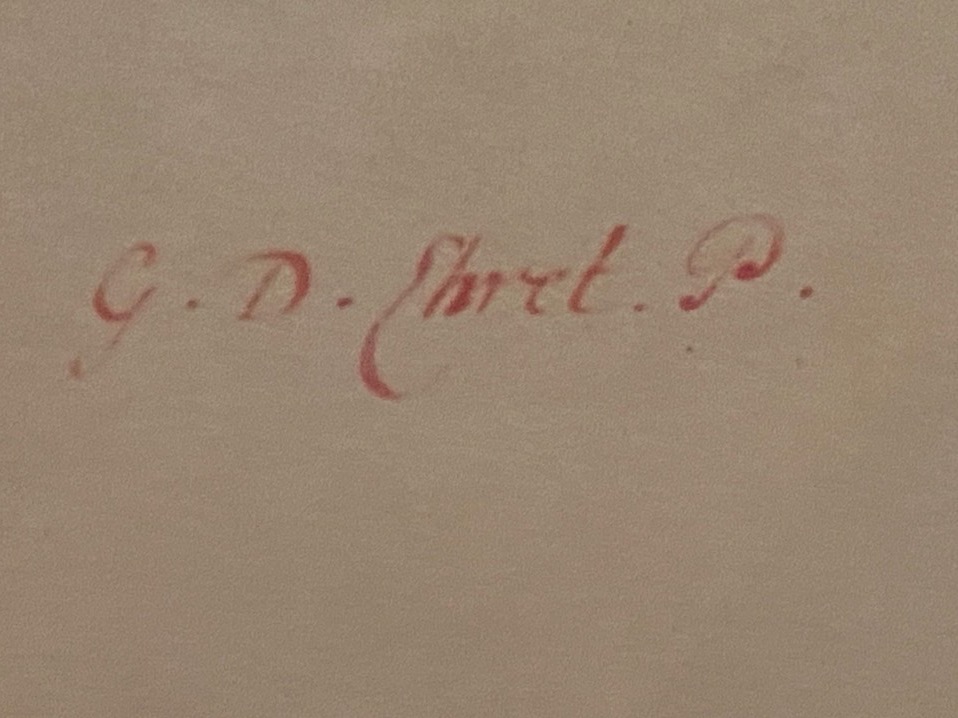 G. D. Ehret. P.